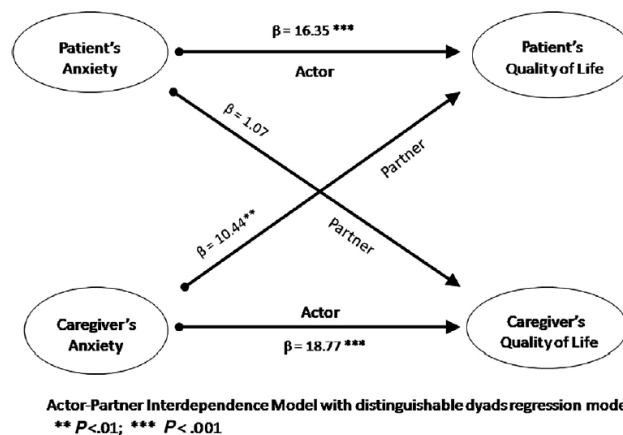 Patient's
Anxiety
β = 16.35 ***
Actor
Patient's
Quality of Life
β = 1.07
Partner
β = 10.44**
Partner
Caregiver's
Anxiety
Actor
β = 18.77 ***
Caregiver's
Quality of Life
Actor-Partner Interdependence Model with distinguishable dyads regression mode
** P<.01; *** P< .001